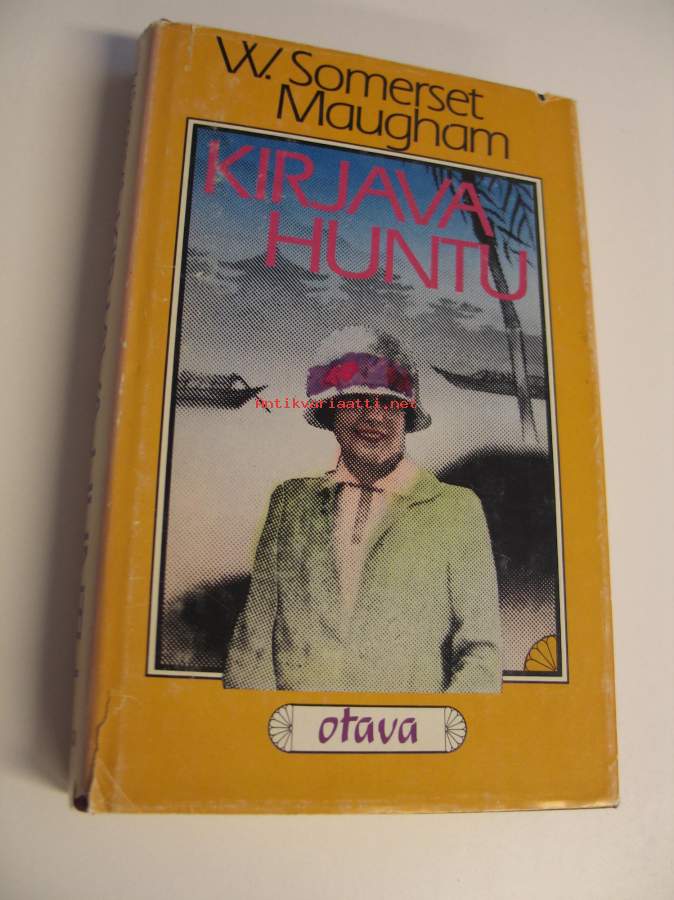 W. Somerset
Maugham
KIRJAVA
HUNTU
antikvariaatti.net
otava